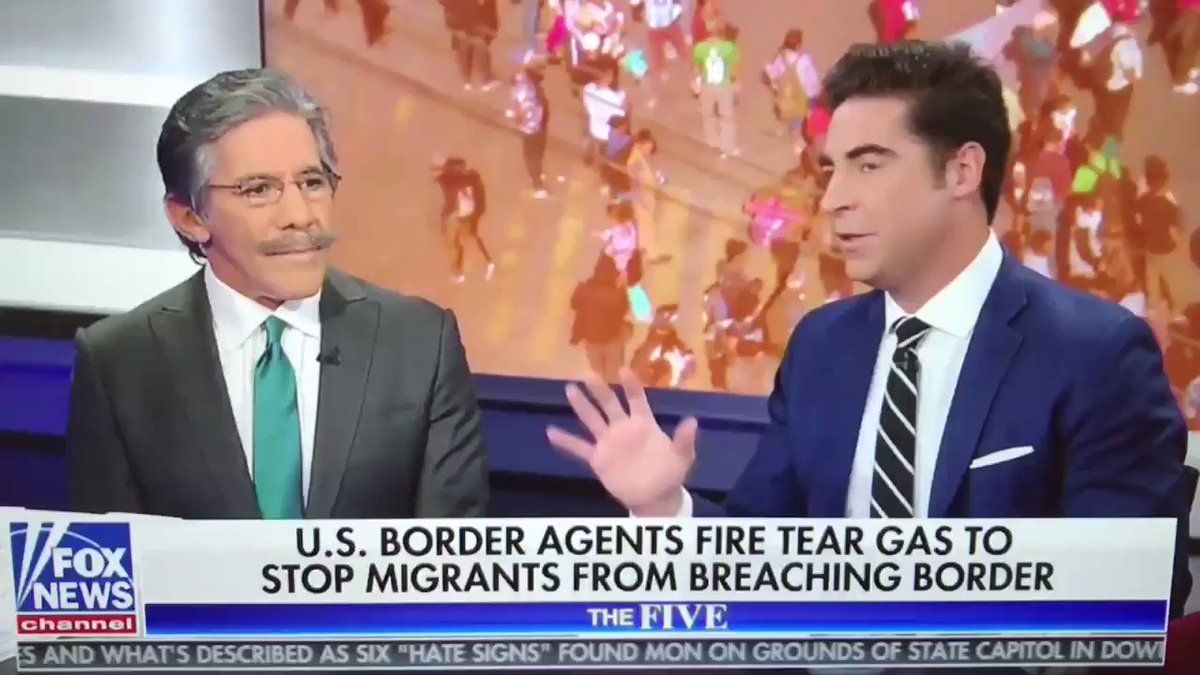 U.S. BORDER AGENTS FIRE TEAR GAS TO
STOP MIGRANTS FROM BREACHING BORDER
FOX
NEWS
channel
THE FIVE
AND WHAT'S DESCRIBED AS SIX "HATE SIGNS" FOUND MON ON GROUNDS OF STATE CAPITOL IN